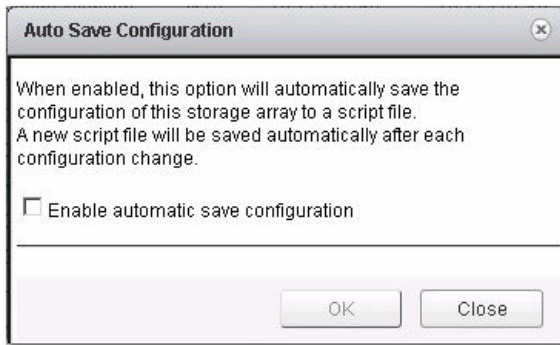 Auto Save Configuration
When enabled, this option will automatically save the
configuration of this storage array to a script file.
A new script file will be saved automatically after each
configuration change.
Enable automatic save configuration
OK
Close